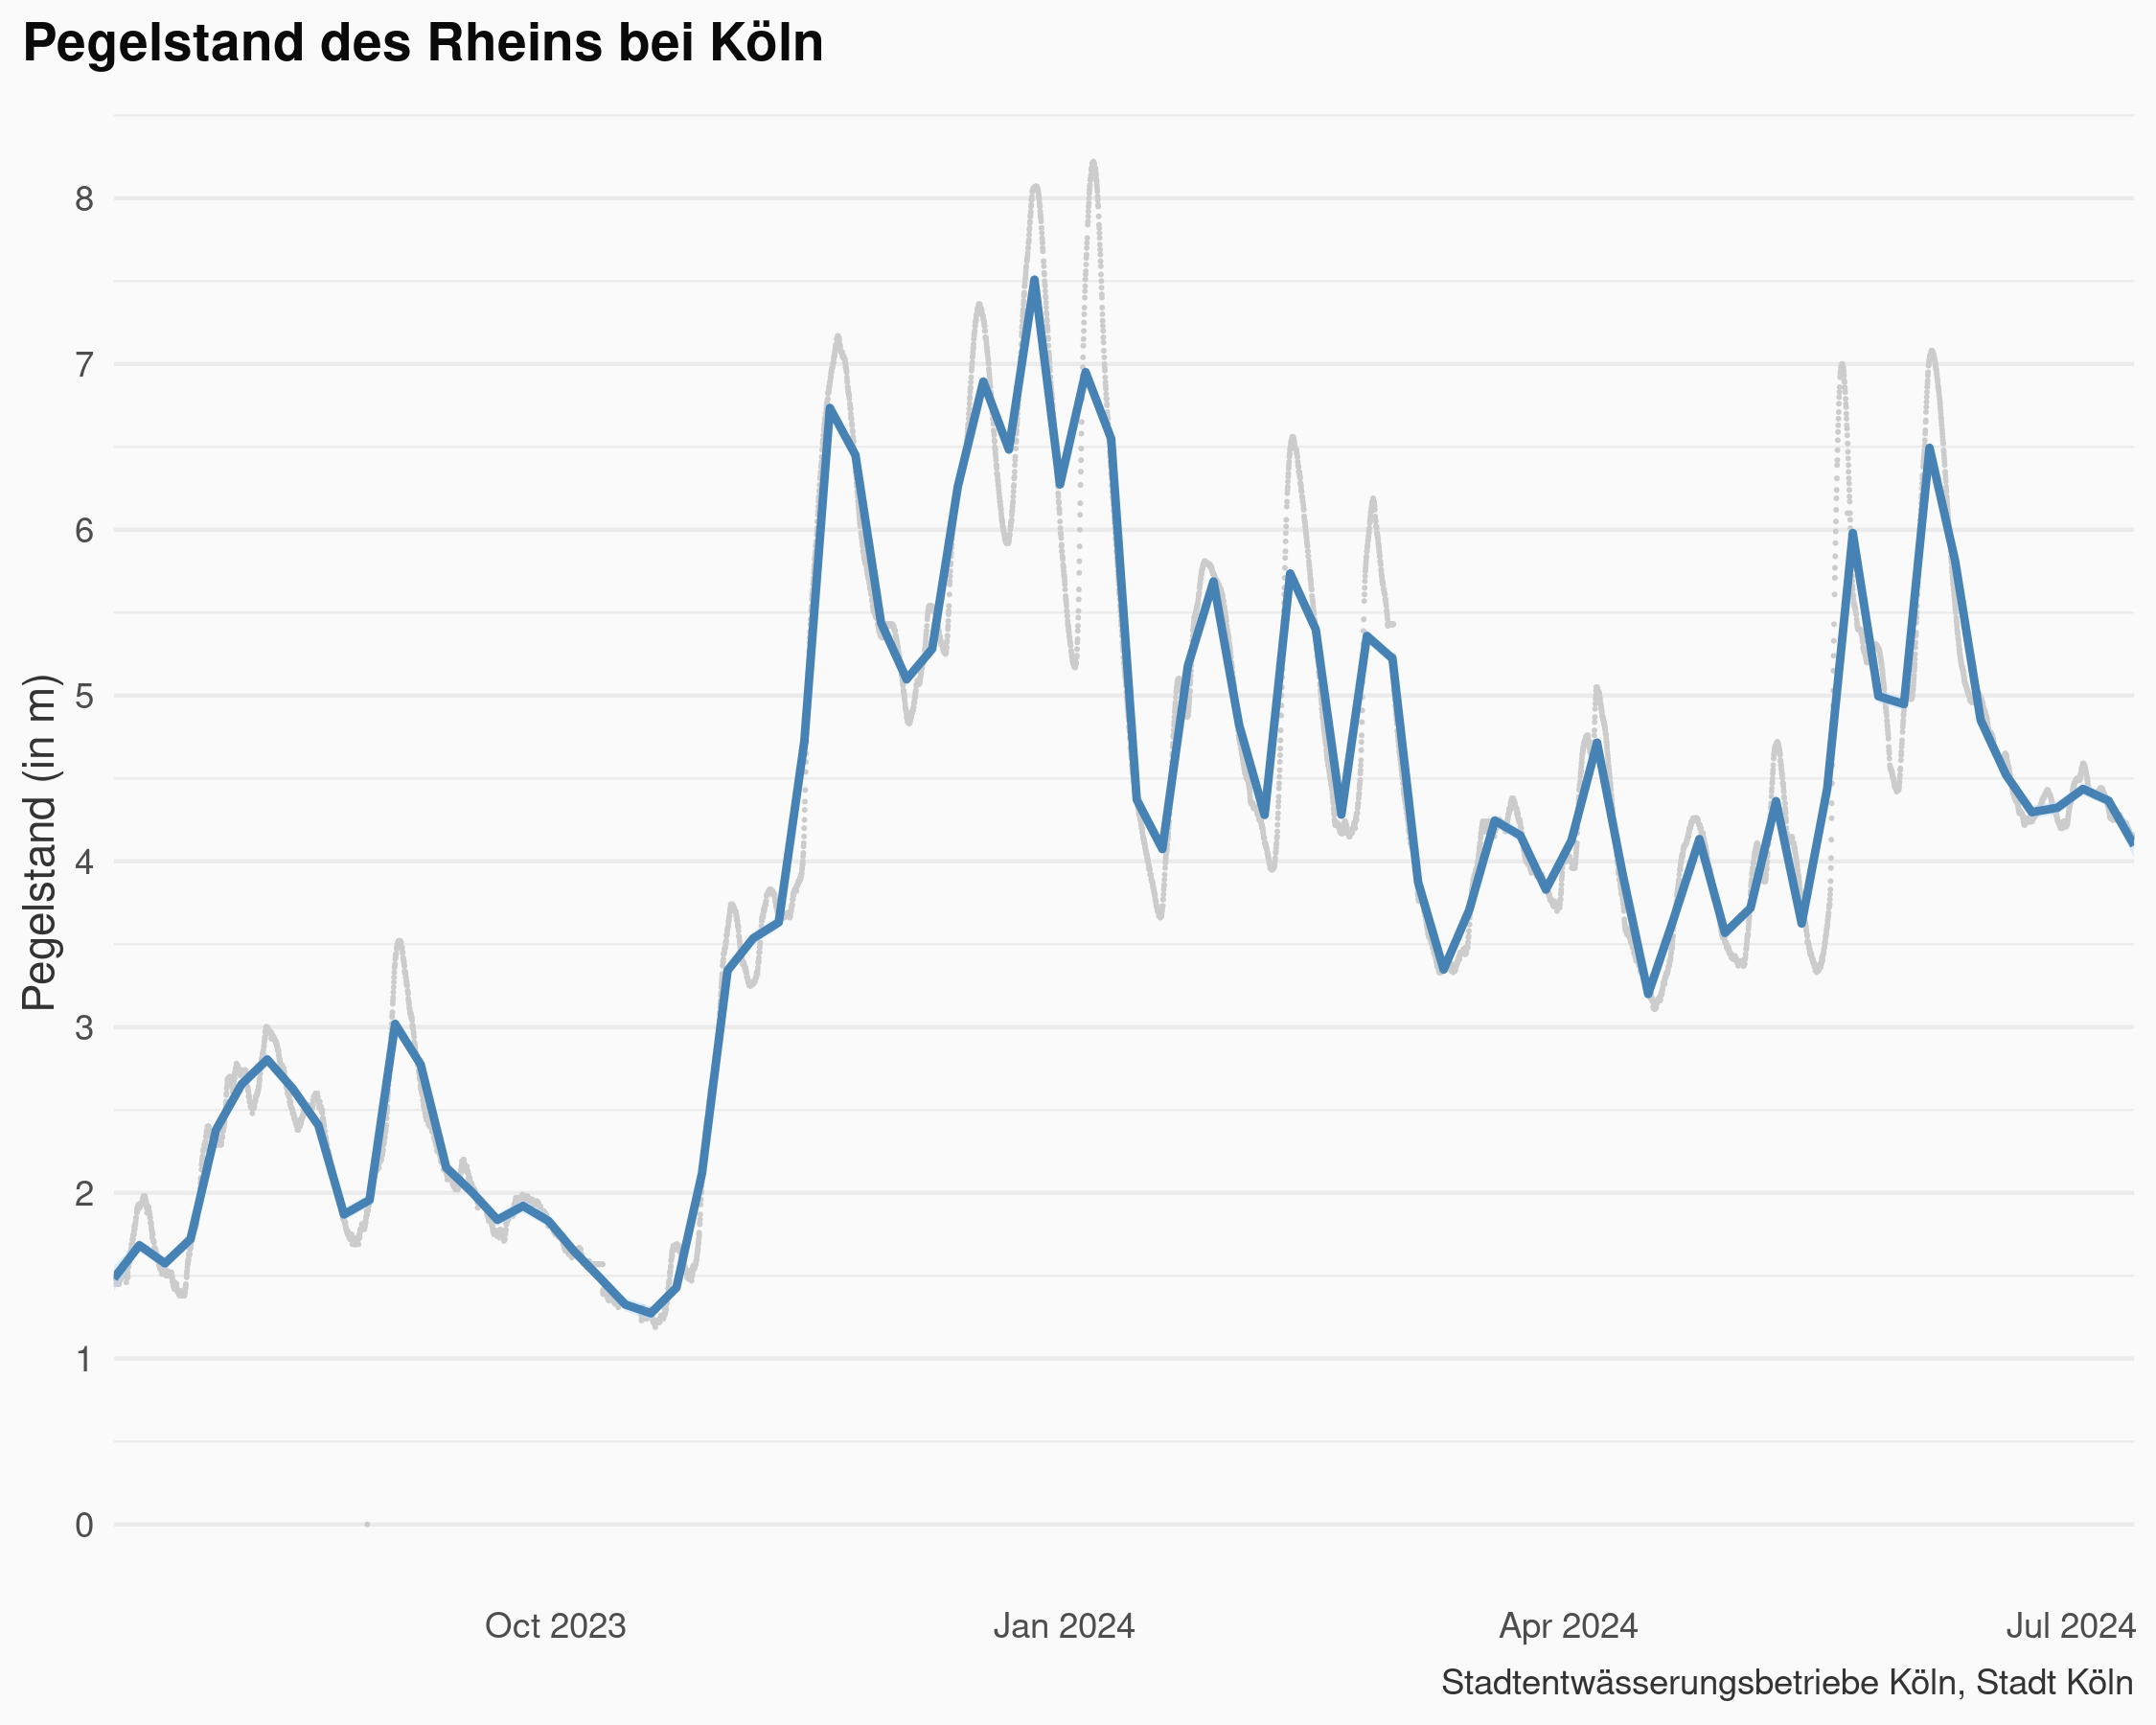 Pegelstand des Rheins bei Köln
Pegelstand (in m)
8
7
6
5
4
3
2
1
0
Oct 2023
Jan 2024
Apr 2024
Jul 2024
Stadtentwässerungsbetriebe Köln, Stadt Köln